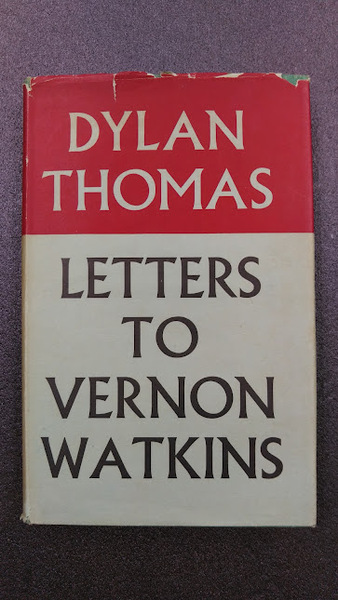 DYLAN
THOMAS
LETTERS
TO
VERNON
WATKINS